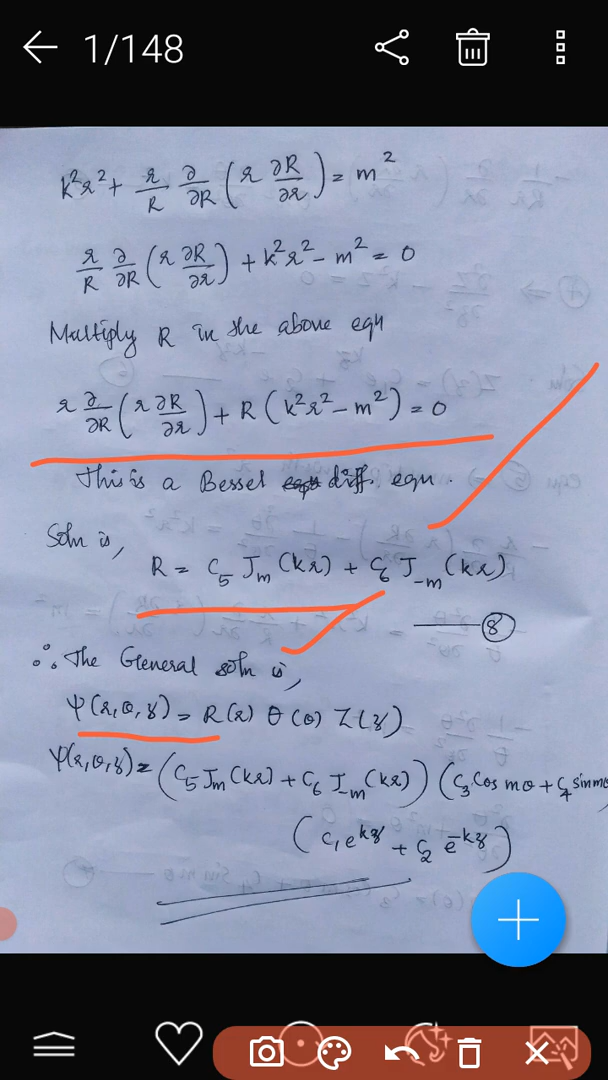 1/148
k²r² + r/R ∂/∂R (r ∂R/∂r) = m²
r/R ∂/∂R (r ∂R/∂r) + k²r² - m² = 0
Multiply R in the above eqn
r ∂/∂R (r ∂R/∂r) + R (k²r² - m²) = 0
This is a Bessel diff. eqn.
Soln is,
R = C₅ Jₘ (kr) + C₆ J₋ₘ (kr)
8
∴ The General soln is,
Ψ(r,θ,z) = R(r) θ(θ) Z(z)
Ψ(r,θ,z) = (C₅ Jₘ (kr) + C₆ J₋ₘ (kr)) (C₃ cos mθ + C₄ sin mθ
(C₁ eᵏᶻ + C₂ e⁻ᵏᶻ)